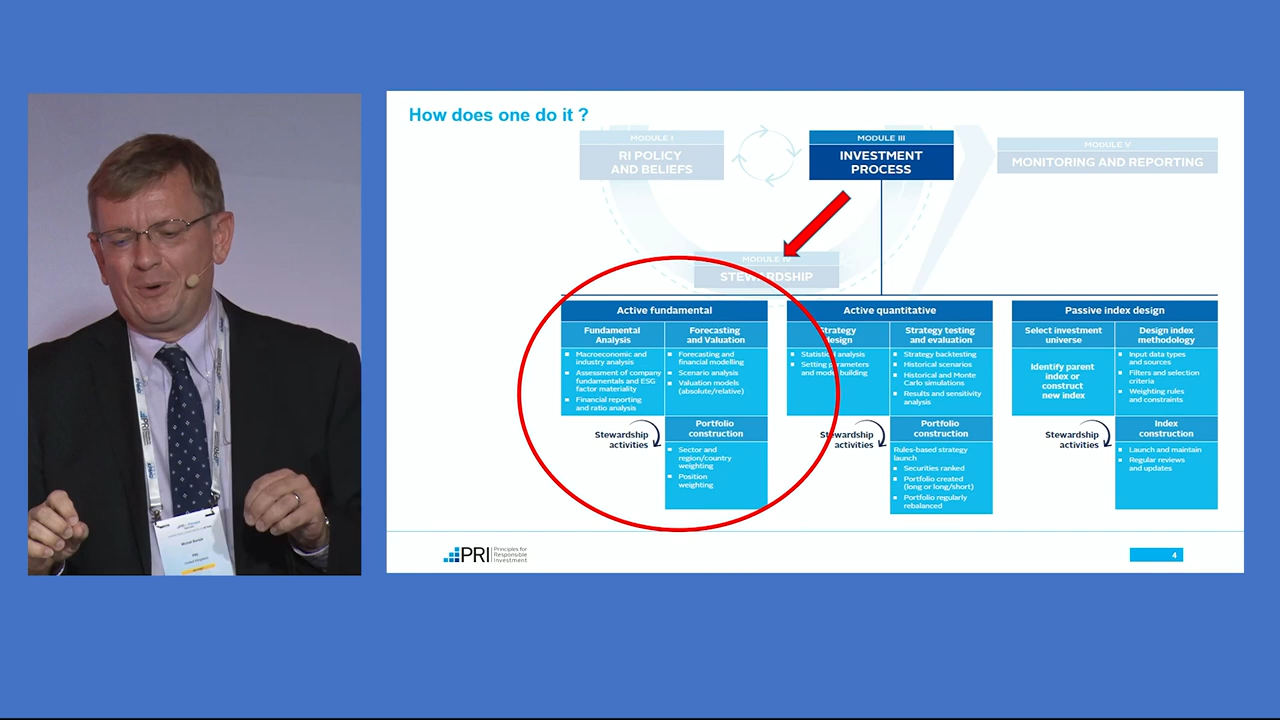 How does one do it ?
MODULE I
RI POLICY
AND BELIEFS
MODULE III
INVESTMENT
PROCESS
MODULE V
MONITORING AND REPORTING
MODULE IV
STEWARDSHIP
Active fundamental
Fundamental
Analysis
Macroeconomic and
industry analysis
Assessment of company
fundamentals and ESG
factor materiality
Financial reporting
and ratio analysis
Forecasting
and Valuation
Forecasting and
financial modelling
Scenario analysis
Valuation models
(absolute/relative)
Stewardship
activities
Portfolio
construction
Sector and
region/country
weighting
Position
weighting
Active quantitative
Strategy
design
Statistical analysis
Setting parameters
and model building
Strategy testing
and evaluation
Strategy backtesting
Historical scenarios
Historical and Monte
Carlo simulations
Results and sensitivity
analysis
Stewardship
activities
Portfolio
construction
Rules-based strategy
launch
Securities ranked
Portfolio created
(long or long/short)
Portfolio regularly
rebalanced
Passive index design
Select investment
universe
Identify parent
index or
construct
new index
Design index
methodology
Input data types
and sources
Filters and selection
criteria
Weighting rules
and constraints
Stewardship
activities
Index
construction
Launch and maintain
Regular reviews
and updates
PRI
Principles for
Responsible
Investment
4